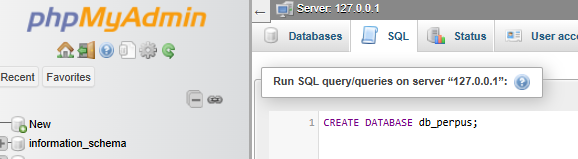 phpMyAdmin
Recent
Favorites
New
information_schema
Server: 127.0.0.1
Databases
SQL
Status
User acco
Run SQL query/queries on server “127.0.0.1”:
1 CREATE DATABASE db_perpus;